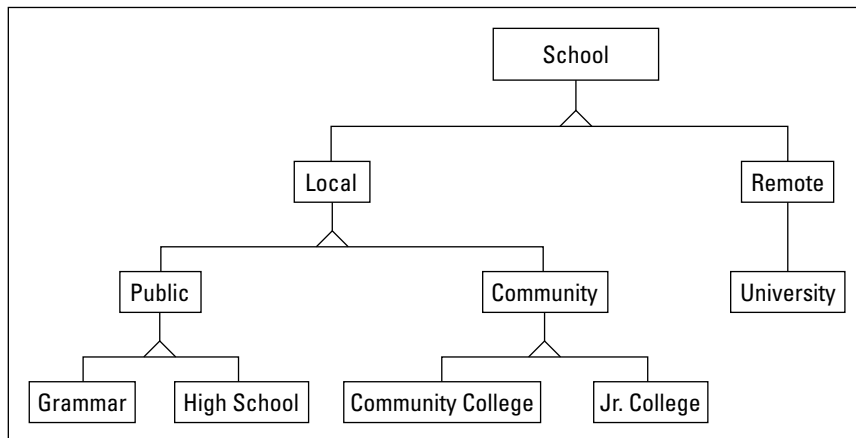 School
Local
Remote
Public
Community
University
Grammar
High School
Community College
Jr. College